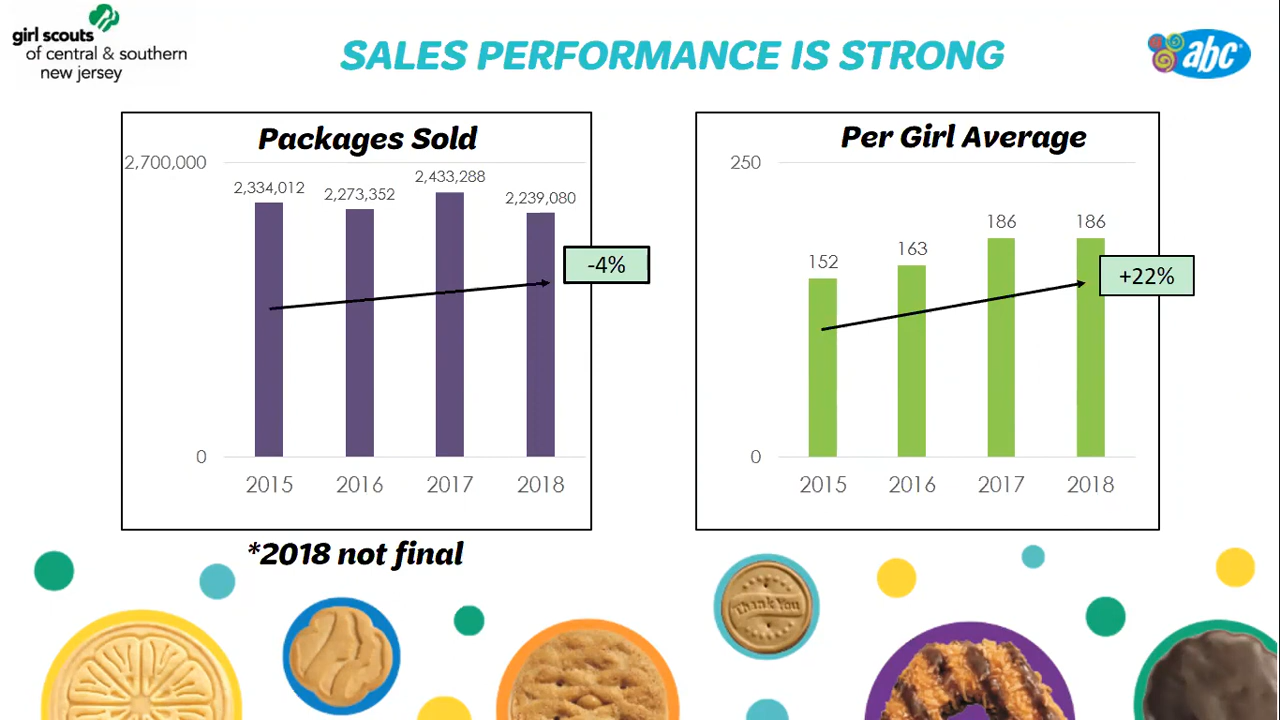 girl scouts
of central & southern
new jersey
SALES PERFORMANCE IS STRONG
abc
Packages Sold
2,700,000
2,334,012
2,273,352
2,433,288
2,239,080
-4%
0
2015 2016 2017 2018
*2018 not final
Per Girl Average
250
152
163
186
186
+22%
0
2015 2016 2017 2018
Thank You